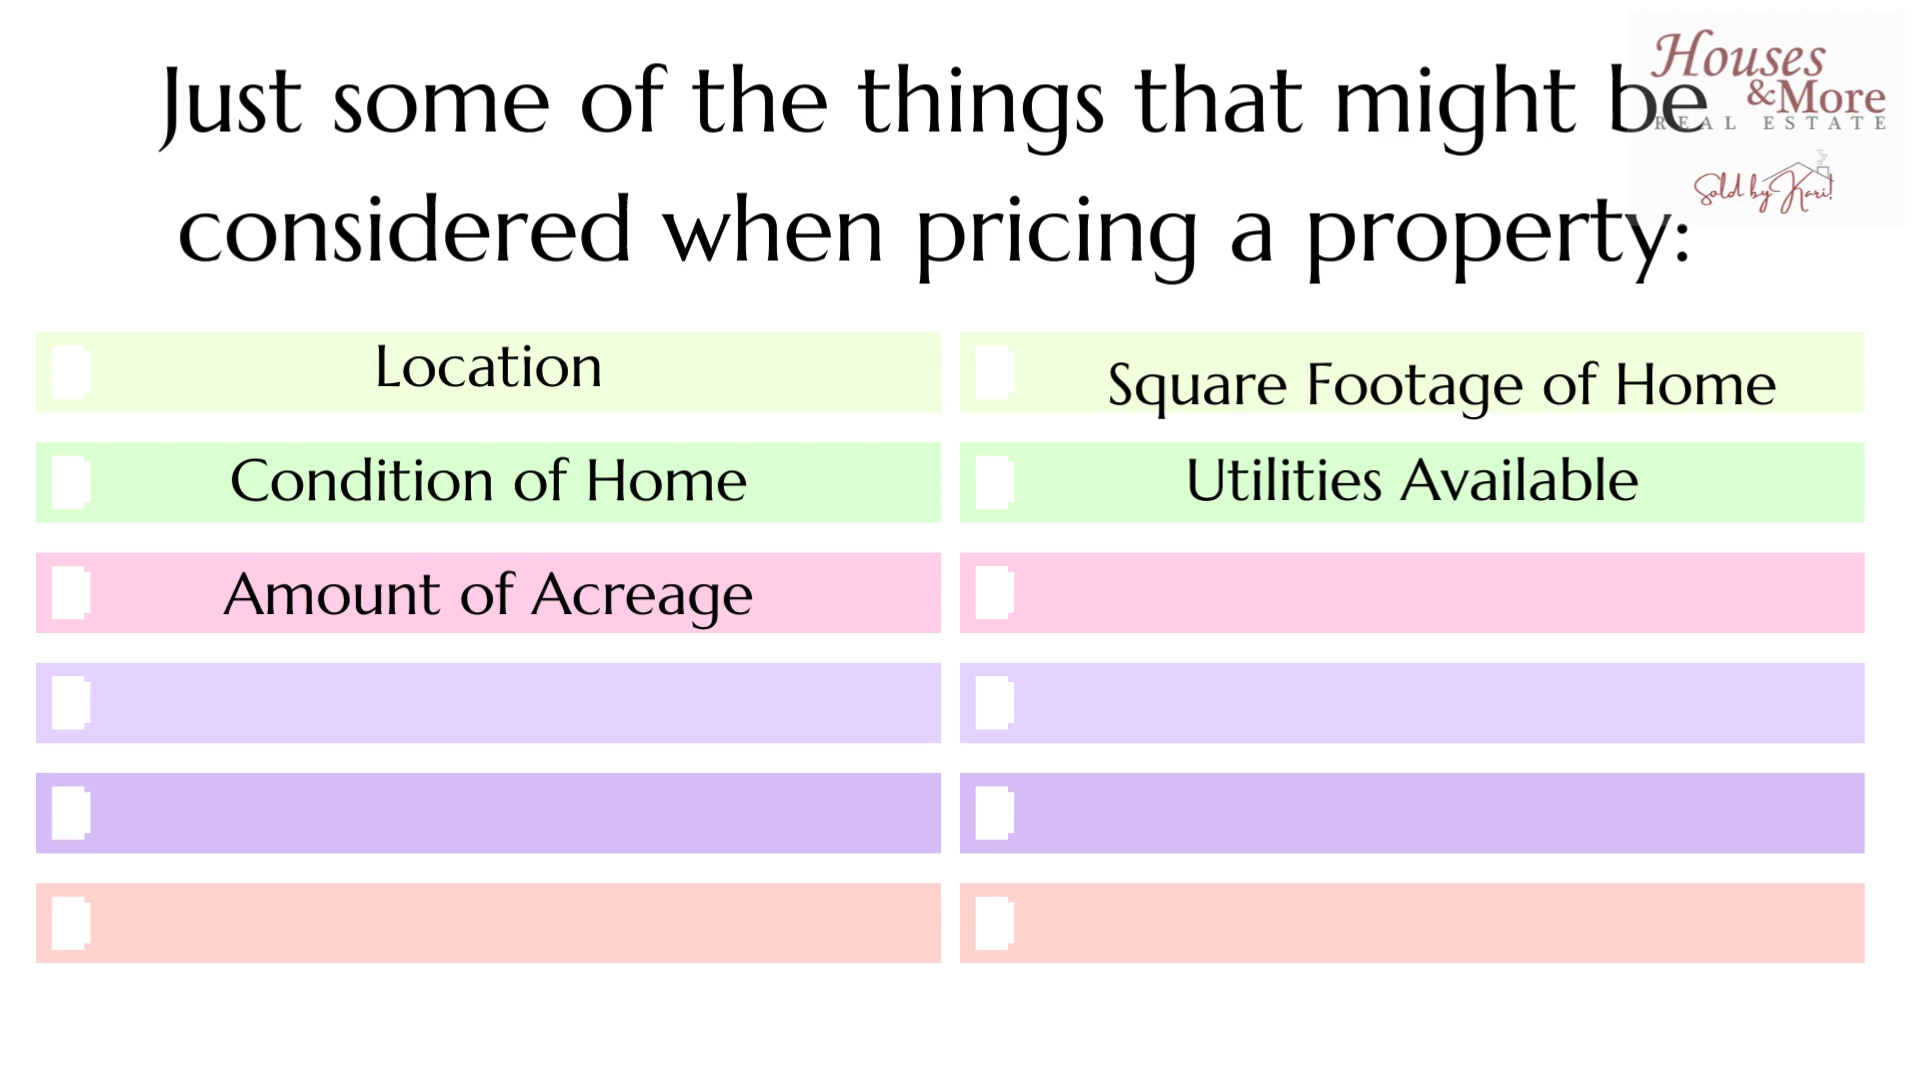 Just some of the things that might be
considered when pricing a property:
Houses
&More
REAL ESTATE
Sold by Kari!
Location
Square Footage of Home
Condition of Home
Utilities Available
Amount of Acreage